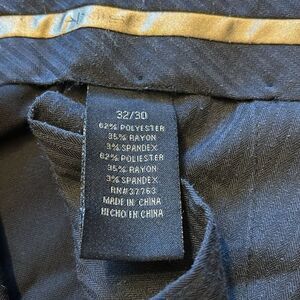 32/30
62% POLYESTER
35% RAYON
3% SPANDEX
62% POLYESTER
35% RAYON
3% SPANDEX
RN#37763
MADE IN CHINA
HECHO EN CHINA